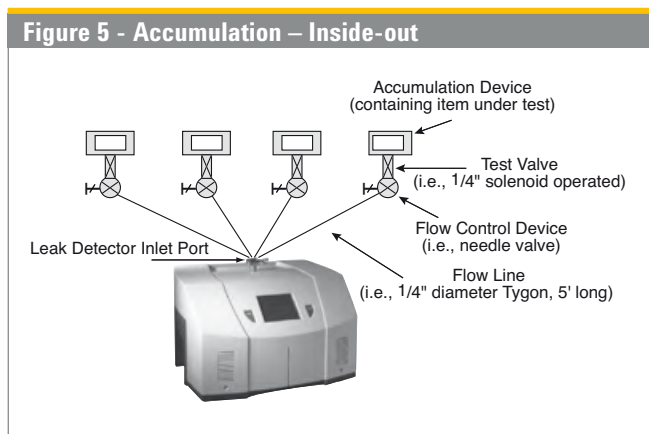 Figure 5 - Accumulation – Inside-out
Accumulation Device
(containing item under test)
Test Valve
(i.e., 1/4" solenoid operated)
Flow Control Device
(i.e., needle valve)
Leak Detector Inlet Port
Flow Line
(i.e., 1/4" diameter Tygon, 5' long)